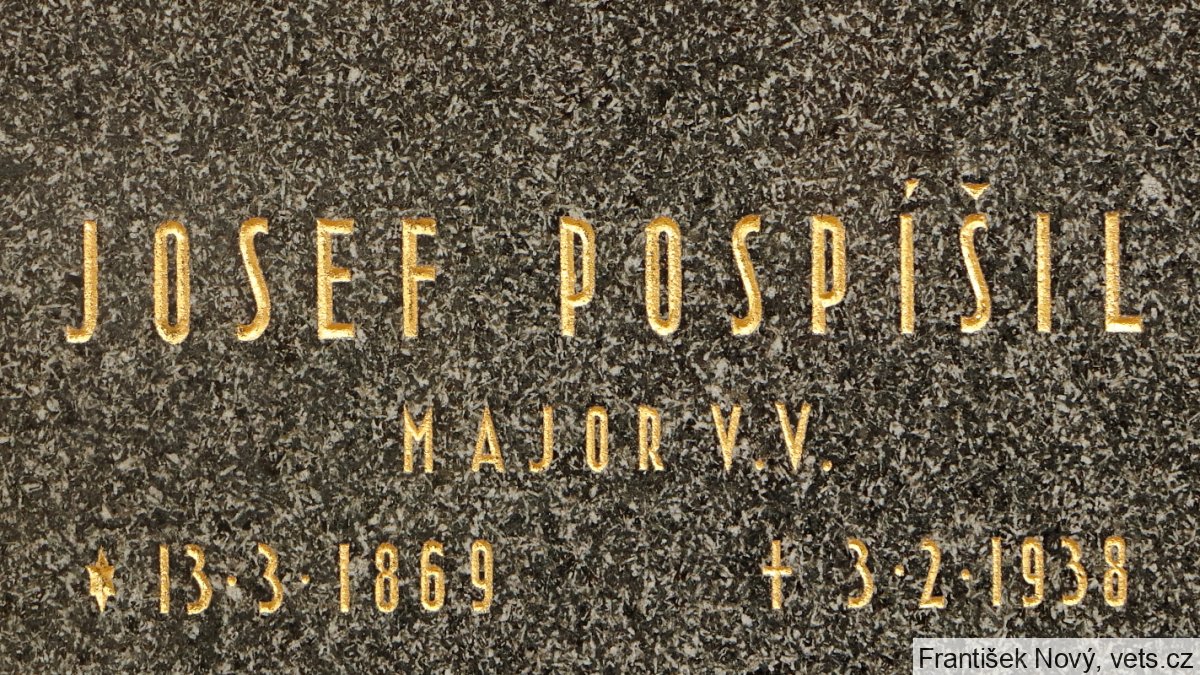 JOSEF POSPÍŠIL
MAJOR V.V.
* 13·3·1869 † 3·2·1938
František Nový, vets.cz